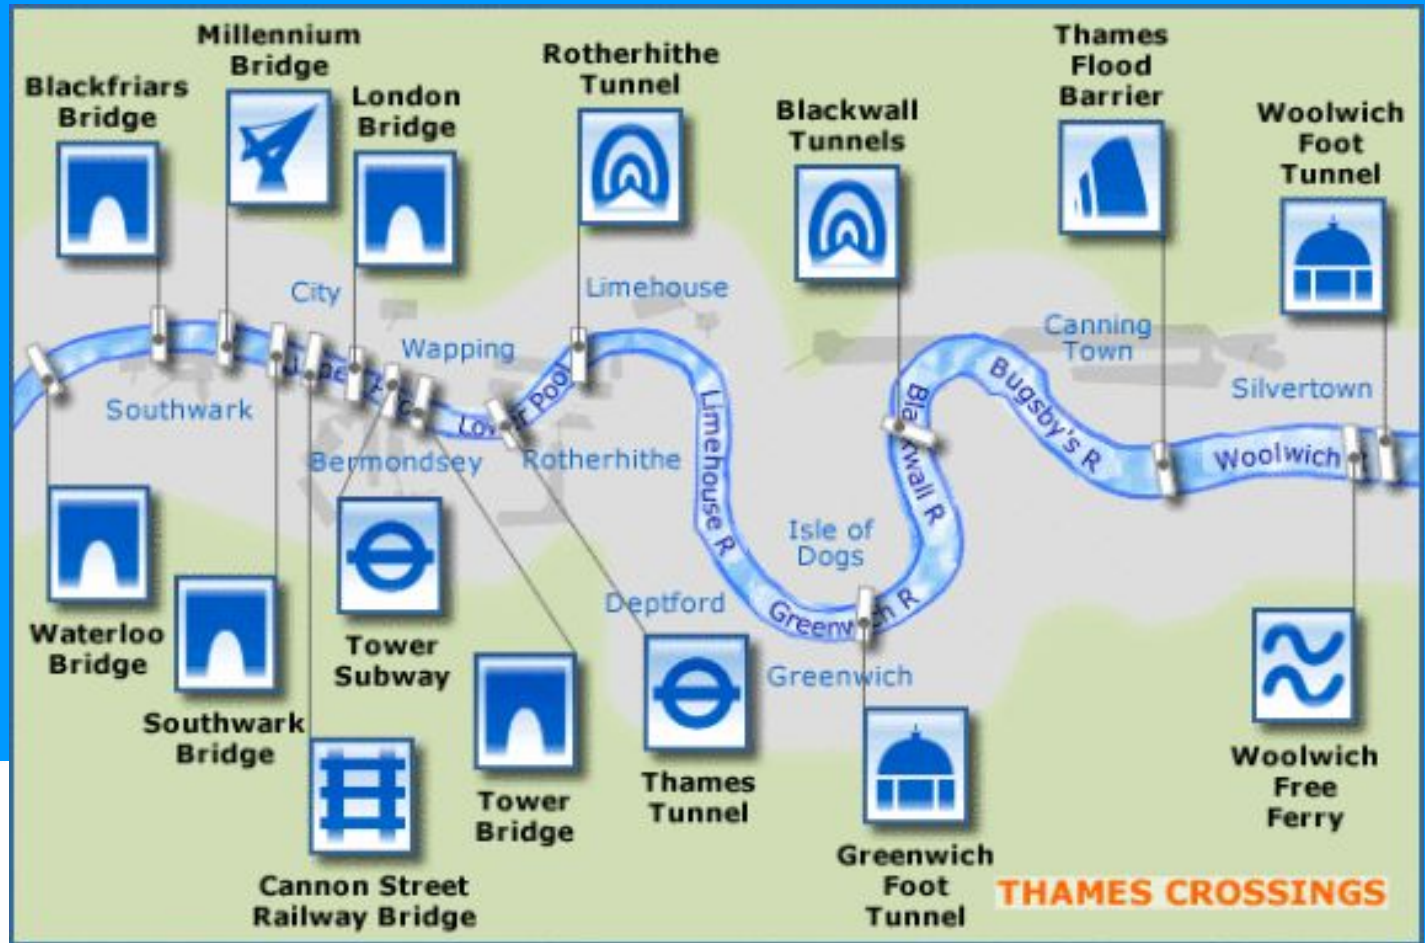 Millennium
Bridge
Blackfriars
Bridge
London
Bridge
Rotherhithe
Tunnel
Blackwall
Tunnels
Thames
Flood
Barrier
Woolwich
Foot
Tunnel
City
Limehouse
Wapping
Canning
Town
Silvertown
Southwark
Bermondsey
Rotherhithe
Pool
Limehouse R
Bugsby's R
Woolwich
Isle of
Dogs
Deptford
Greenwich
Waterloo
Bridge
Southwark
Bridge
Tower
Subway
Cannon Street
Railway Bridge
Tower
Bridge
Thames
Tunnel
Greenwich
Foot
Tunnel
Woolwich
Free
Ferry
THAMES CROSSINGS